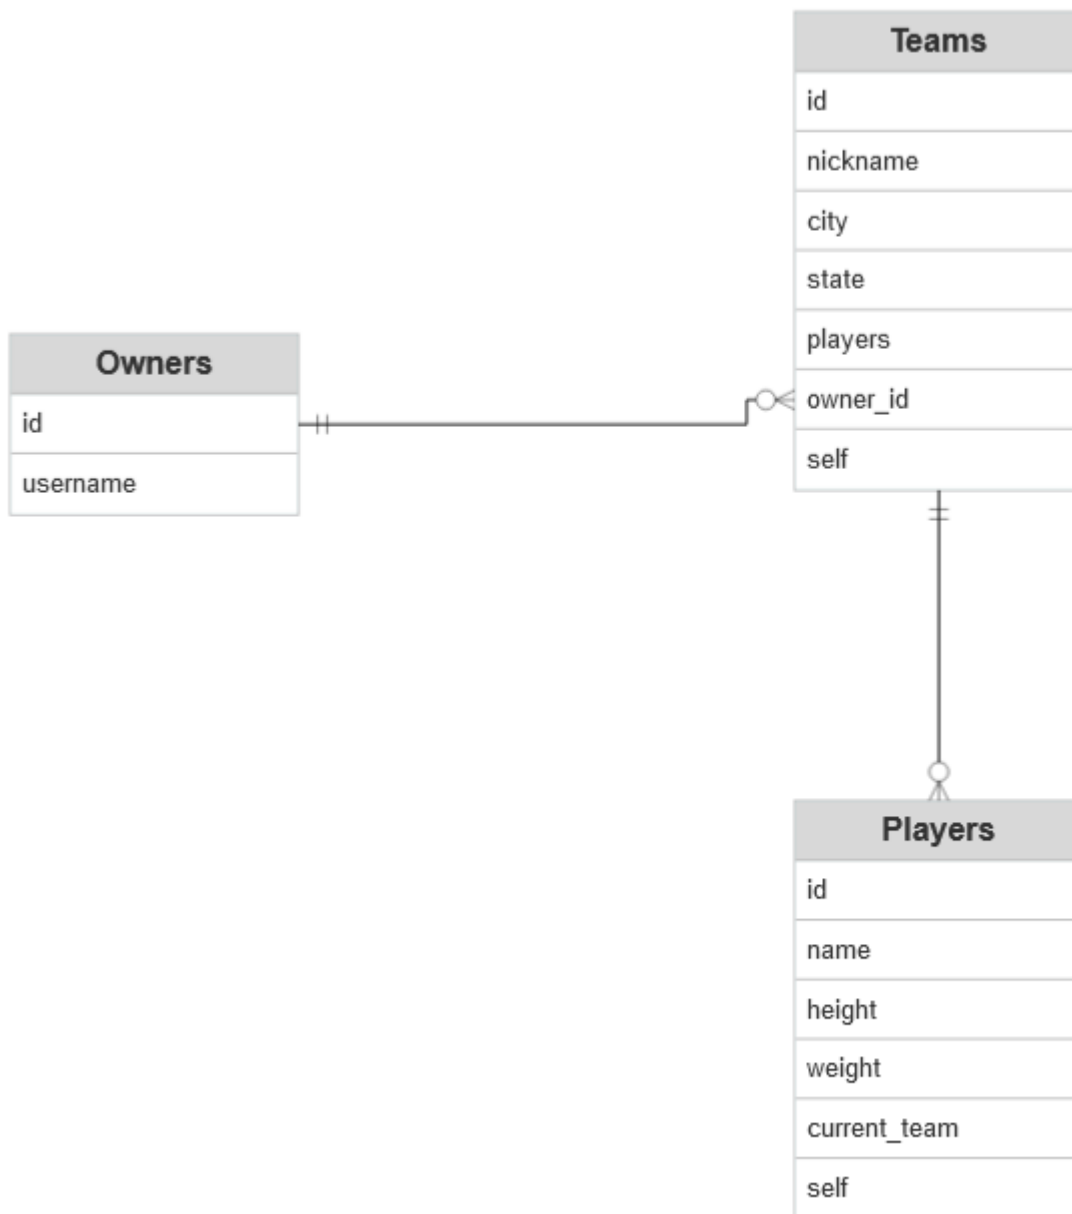 Teams
id
nickname
city
state
players
owner_id
self
Owners
id
username
Players
id
name
height
weight
current_team
self